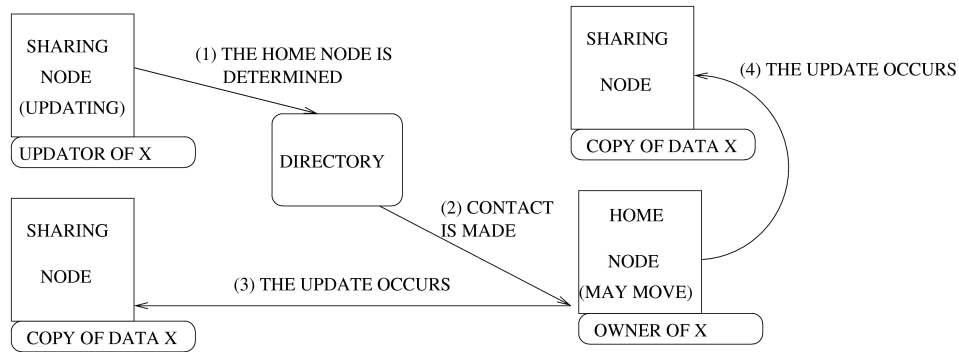 SHARING
NODE
(UPDATING)
UPDATOR OF X
(1) THE HOME NODE IS
DETERMINED
DIRECTORY
SHARING
NODE
COPY OF DATA X
(4) THE UPDATE OCCURS
SHARING
NODE
COPY OF DATA X
(2) CONTACT
IS MADE
(3) THE UPDATE OCCURS
HOME
NODE
(MAY MOVE)
OWNER OF X